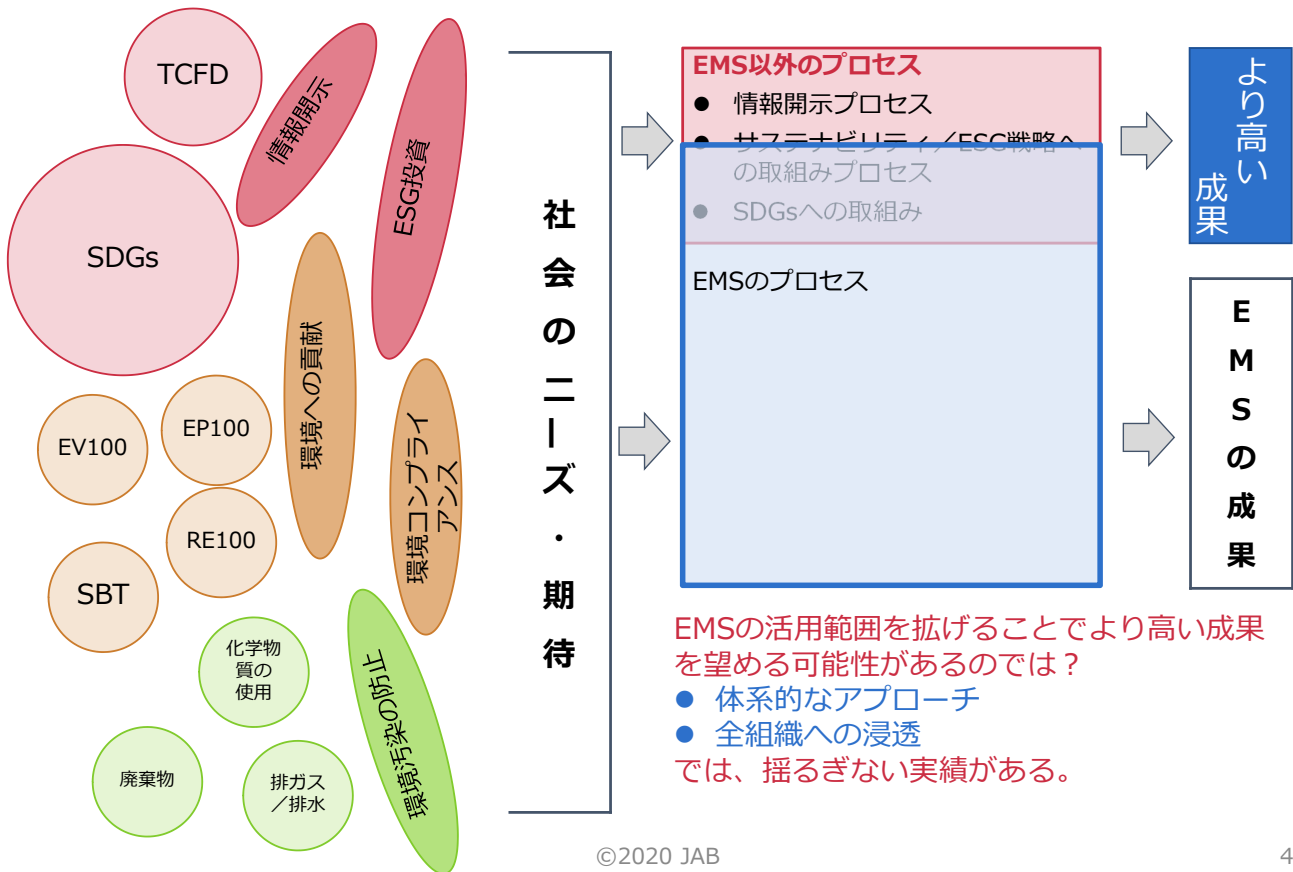 TCFD
情報開示
ESG投資
SDGs
環境への貢献
EV100
EP100
環境コンプライ
アンス
RE100
SBT
化学物
質の
使用
環境汚染の防止
廃棄物
排ガス
／排水
社会のニーズ・期待
EMS以外のプロセス
● 情報開示プロセス
● サステナビリティ／ESG戦略へ
の取組みプロセス
● SDGsへの取組み
EMSのプロセス
より高い
成果
EMSの成果
EMSの活用範囲を拡げることでより高い成果
を望める可能性があるのでは？
● 体系的なアプローチ
● 全組織への浸透
では、揺るぎない実績がある。
©2020 JAB
4